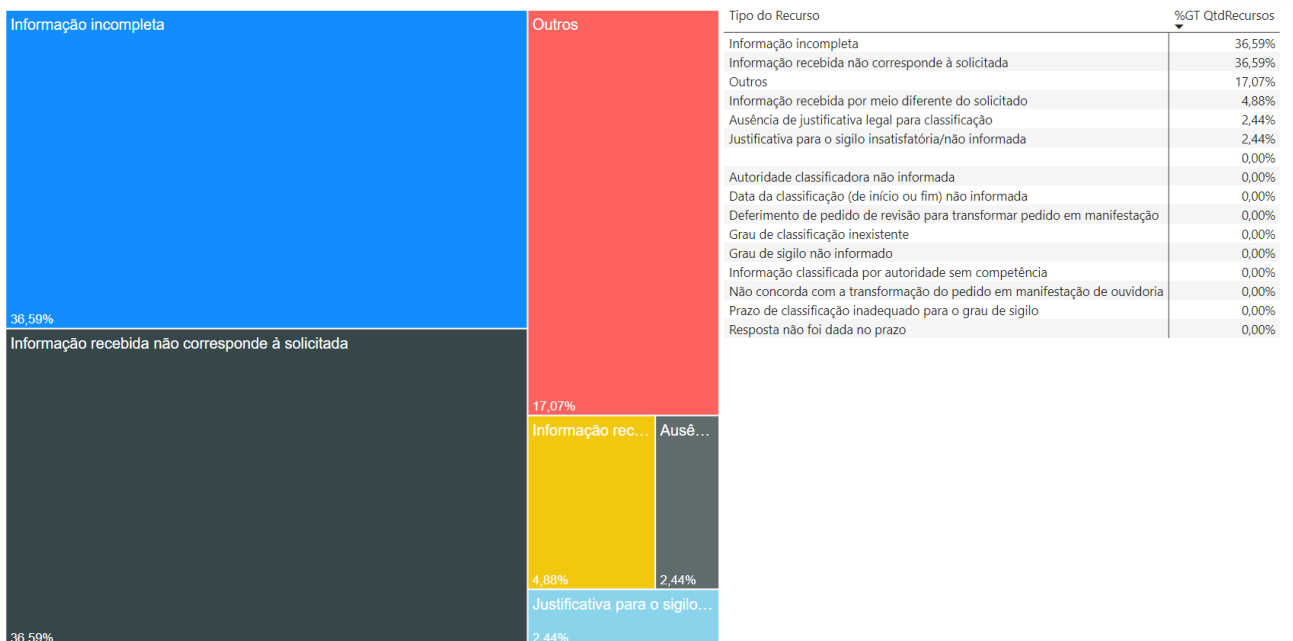 Informação incompleta
36,59%
Informação recebida não corresponde à solicitada
36,59%
Outros
17,07%
Informação rec...
4,88%
Ausê...
2,44%
Justificativa para o sigilo...
2,44%
Tipo do Recurso %GT QtdRecursos
Informação incompleta 36,59%
Informação recebida não corresponde à solicitada 36,59%
Outros 17,07%
Informação recebida por meio diferente do solicitado 4,88%
Ausência de justificativa legal para classificação 2,44%
Justificativa para o sigilo insatisfatória/não informada 2,44%
0,00%
Autoridade classificadora não informada 0,00%
Data da classificação (de início ou fim) não informada 0,00%
Deferimento de pedido de revisão para transformar pedido em manifestação 0,00%
Grau de classificação inexistente 0,00%
Grau de sigilo não informado 0,00%
Informação classificada por autoridade sem competência 0,00%
Não concorda com a transformação do pedido em manifestação de ouvidoria 0,00%
Prazo de classificação inadequado para o grau de sigilo 0,00%
Resposta não foi dada no prazo 0,00%